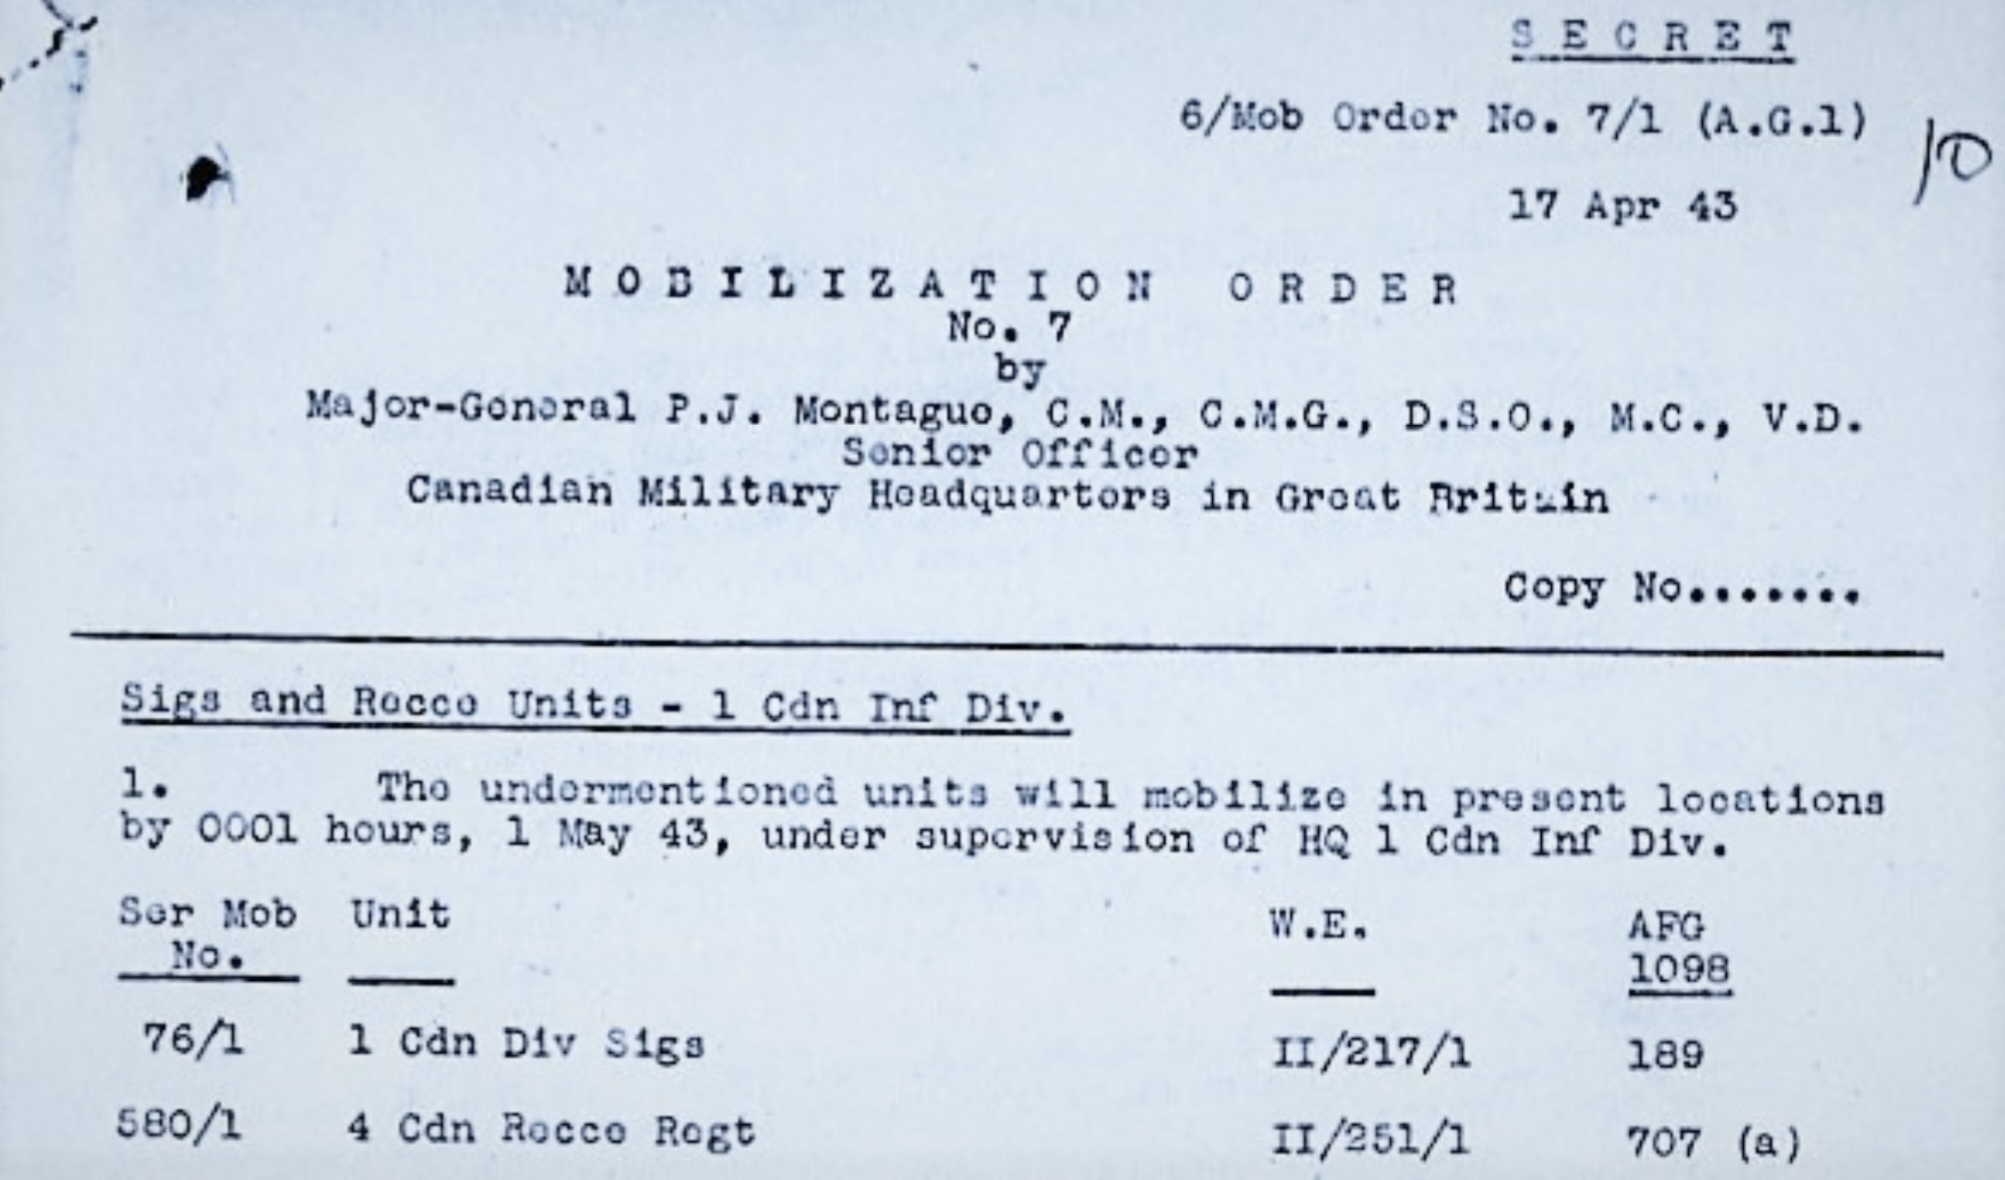 SECRET
6/Mob Order No. 7/1 (A.G.1)
10
17 Apr 43
MOBILIZATION ORDER
No. 7
by
Major-General P.J. Montague, C.M., C.M.G., D.S.O., M.C., V.D.
Senior Officer
Canadian Military Headquarters in Great Britain
Copy No.......
Sigs and Recce Units - 1 Cdn Inf Div.
1. The undermentioned units will mobilize in present locations
by 0001 hours, 1 May 43, under supervision of HQ 1 Cdn Inf Div.
Ser Mob Unit W.E. AFG
No. 1098
76/1 1 Cdn Div Sigs II/217/1 189
580/1 4 Cdn Recce Regt II/251/1 707 (a)